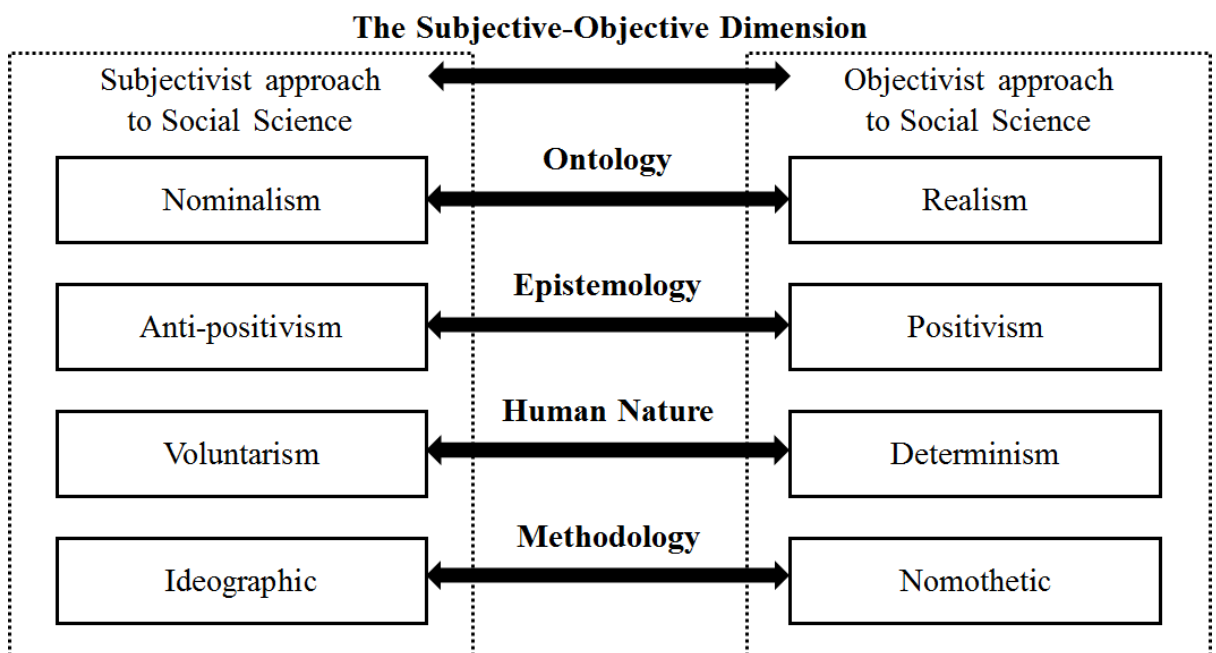 The Subjective-Objective Dimension
Subjectivist approach
to Social Science
Objectivist approach
to Social Science
Ontology
Nominalism
Realism
Epistemology
Anti-positivism
Positivism
Human Nature
Voluntarism
Determinism
Methodology
Ideographic
Nomothetic